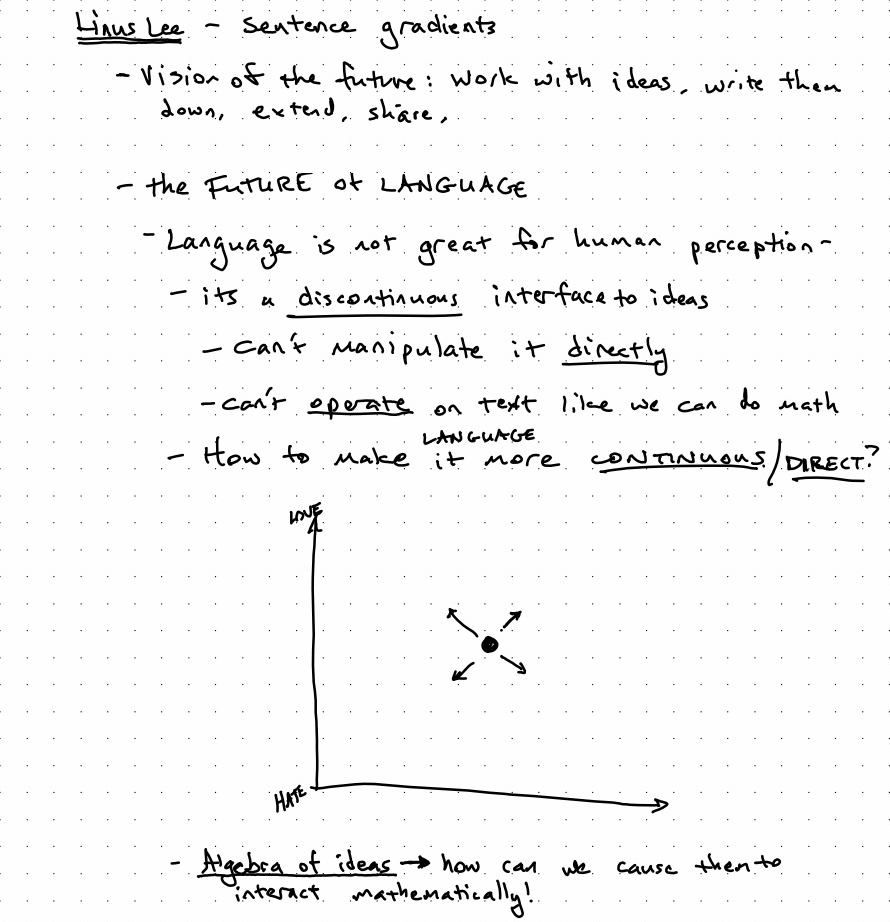 Linus Lee - Sentence gradients
- Vision of the future: Work with ideas, write them
down, extend, share,
- the FUTURE of LANGUAGE
- Language is not great for human perception-
- its a discontinuous interface to ideas
- Can't manipulate it directly
- can't operate on text like we can do math
LANGUAGE
- How to make it more CONTINUOUS/DIRECT?
LOVE
HATE
- Algebra of ideas → how can we cause them to
interact mathematically!